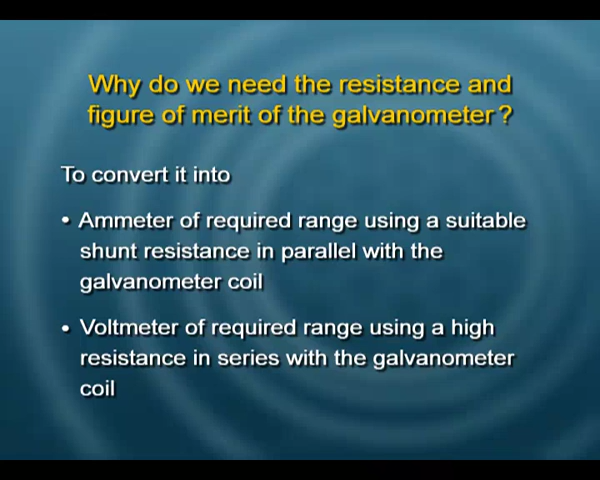 Why do we need the resistance and
figure of merit of the galvanometer ?
To convert it into
• Ammeter of required range using a suitable
shunt resistance in parallel with the
galvanometer coil
• Voltmeter of required range using a high
resistance in series with the galvanometer
coil